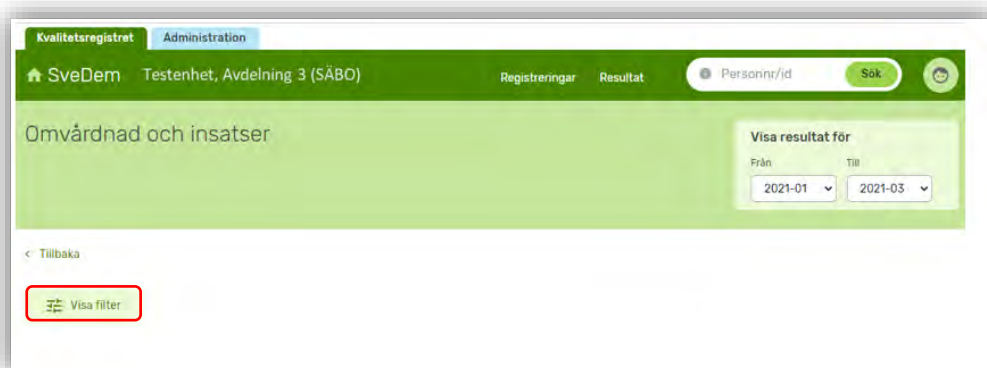 Kvalitetsregistret Administration
SveDem Testenhet, Avdelning 3 (SÄBO) Registreringar Resultat Personnr/id Sök
Omvårdnad och insatser
Visa resultat för
Från Till
2021-01 2021-03
< Tillbaka
Visa filter